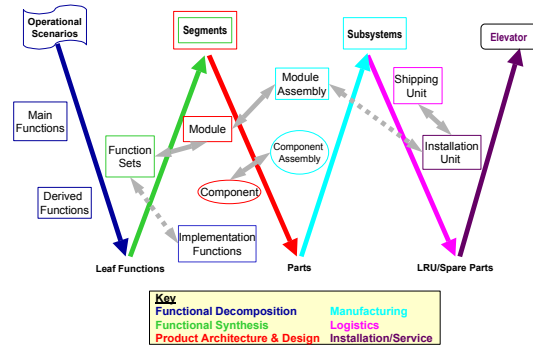 Operational
Scenarios
Segments
Subsystems
Elevator
Main
Functions
Function
Sets
Module
Module
Assembly
Shipping
Unit
Component
Assembly
Installation
Unit
Derived
Functions
Component
Implementation
Functions
Leaf Functions
Parts
LRU/Spare Parts
Key
Functional Decomposition
Manufacturing
Functional Synthesis
Logistics
Product Architecture & Design
Installation/Service